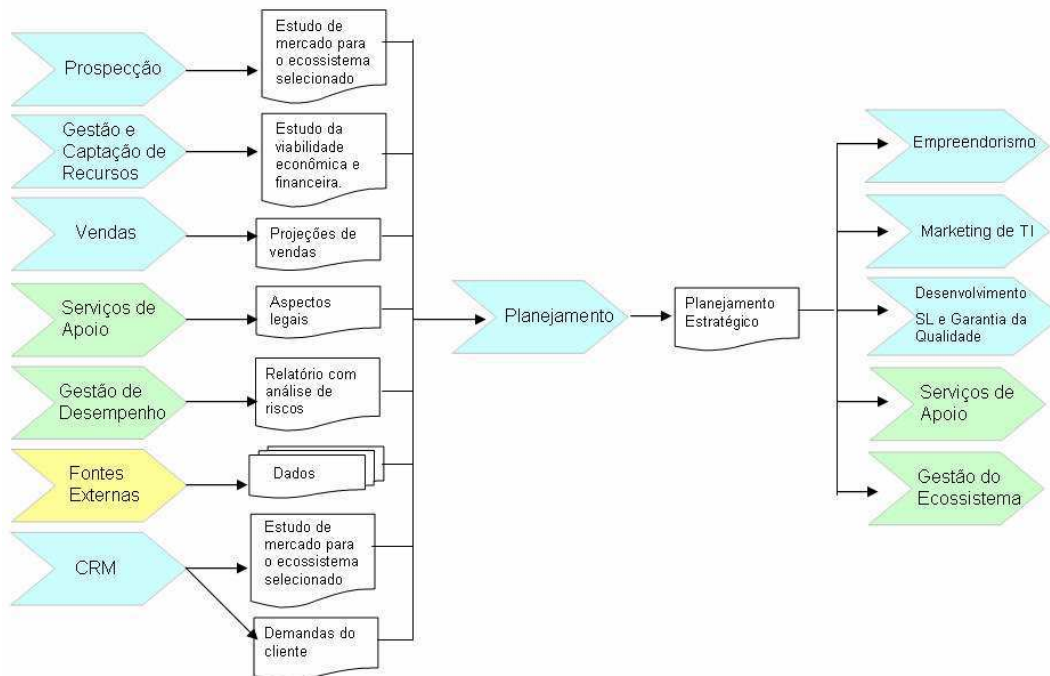 Prospecção
Estudo de
mercado para
o ecossistema
selecionado
Gestão e
Captação de
Recursos
Estudo da
viabilidade
econômica e
financeira.
Vendas
Projeções de
vendas
Serviços de
Apoio
Aspectos
legais
Gestão de
Desempenho
Relatório com
análise de
riscos
Fontes
Externas
Dados
CRM
Estudo de
mercado para
o ecossistema
selecionado
Demandas do
cliente
Planejamento
Planejamento
Estratégico
Empreendorismo
Marketing de TI
Desenvolvimento
SL e Garantia da
Qualidade
Serviços de
Apoio
Gestão do
Ecossistema